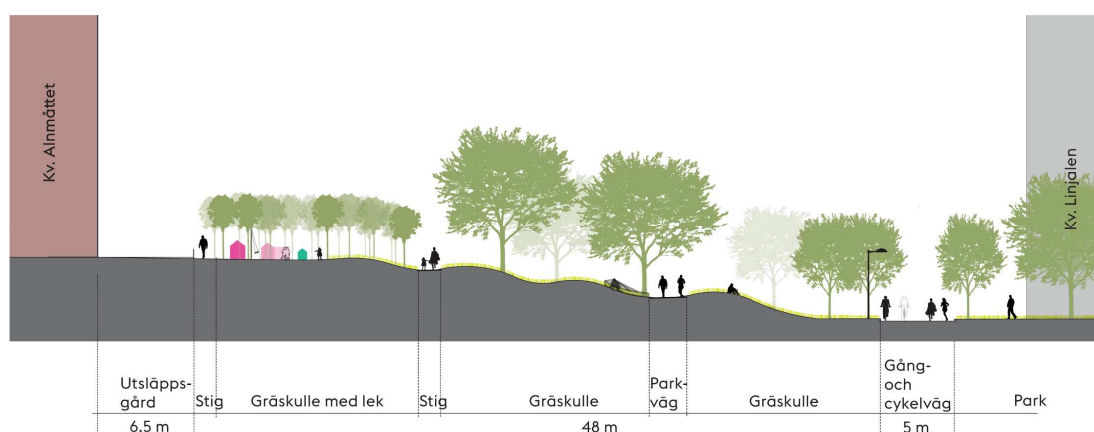 Kv. Alnmåttet
Kv. Linjalen
Utsläpps-
gård
Stig
Gräskulle med lek
Stig
Gräskulle
Park-
väg
Gräskulle
Gång-
och
cykelväg
Park
6,5 m
48 m
5 m